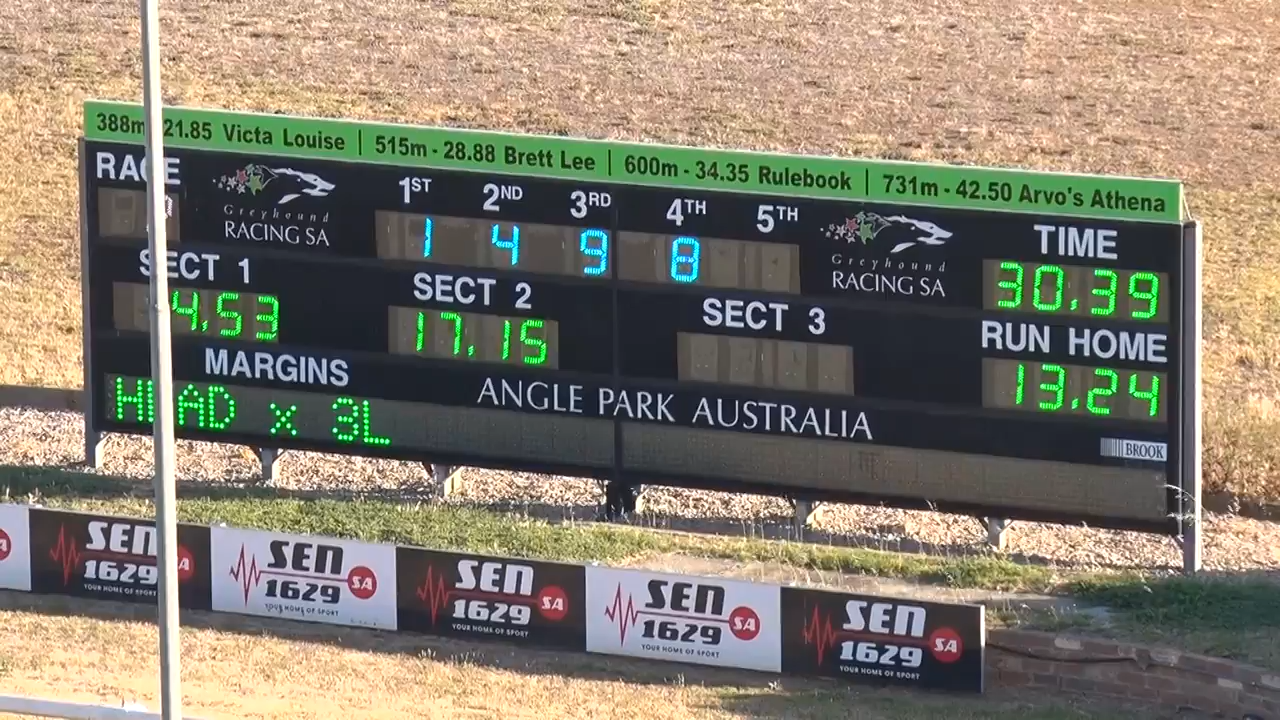 388m 21.85 Victa Louise | 515m - 28.88 Brett Lee | 600m - 34.35 Rulebook | 731m - 42.50 Arvo's Athena
RACE
Greyhound
RACING SA
1ST 2ND 3RD 4TH 5TH
1 4 9 8
Greyhound
RACING SA
TIME
30.39
SECT 1
4.53
SECT 2
17.15
SECT 3
RUN HOME
13.24
MARGINS
HEAD x 3L
ANGLE PARK AUSTRALIA
BROOK
SEN
1629 SA
YOUR HOME OF SPORT
SEN
1629 SA
YOUR HOME OF SPORT
SEN
1629 SA
YOUR HOME OF SPORT
SEN
1629 SA
YOUR HOME OF SPORT
SEN
1629 SA
YOUR HOME OF SPORT